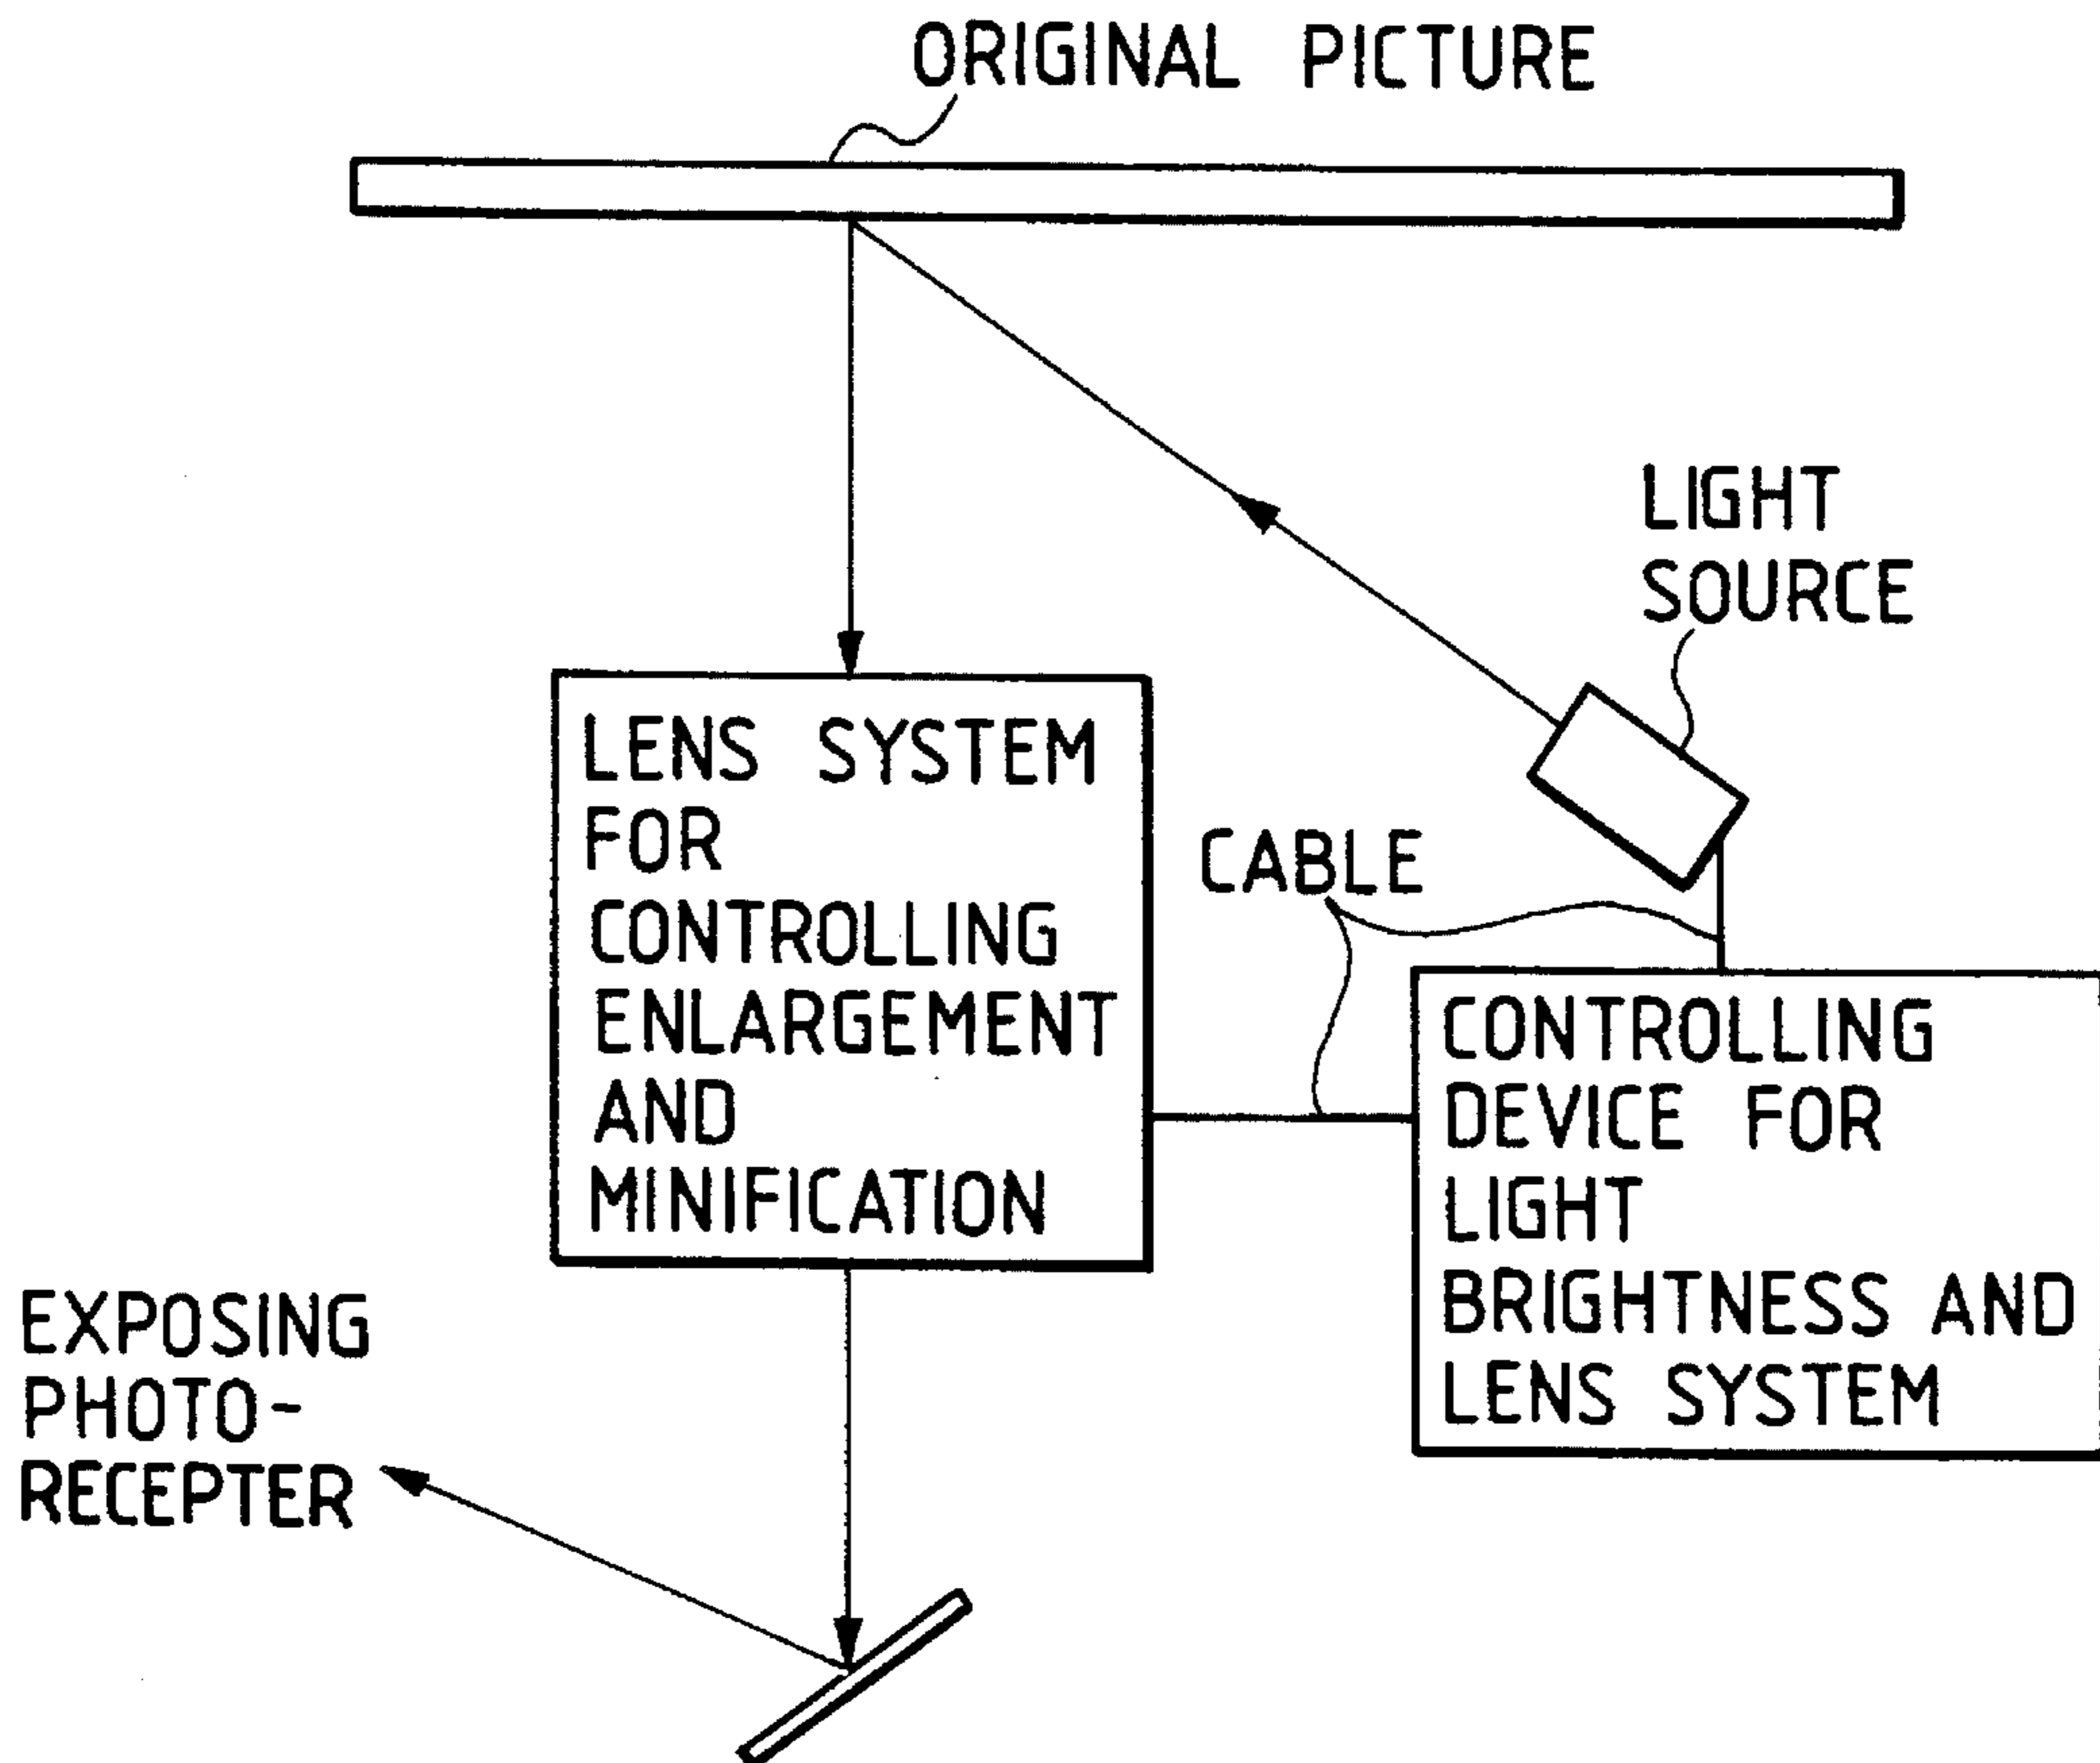 ORIGINAL PICTURE
LIGHT
SOURCE
LENS SYSTEM
FOR
CONTROLLING
ENLARGEMENT
AND
MINIFICATION
CABLE
CONTROLLING
DEVICE FOR
LIGHT
BRIGHTNESS AND
LENS SYSTEM
EXPOSING
PHOTO-
RECEPTER